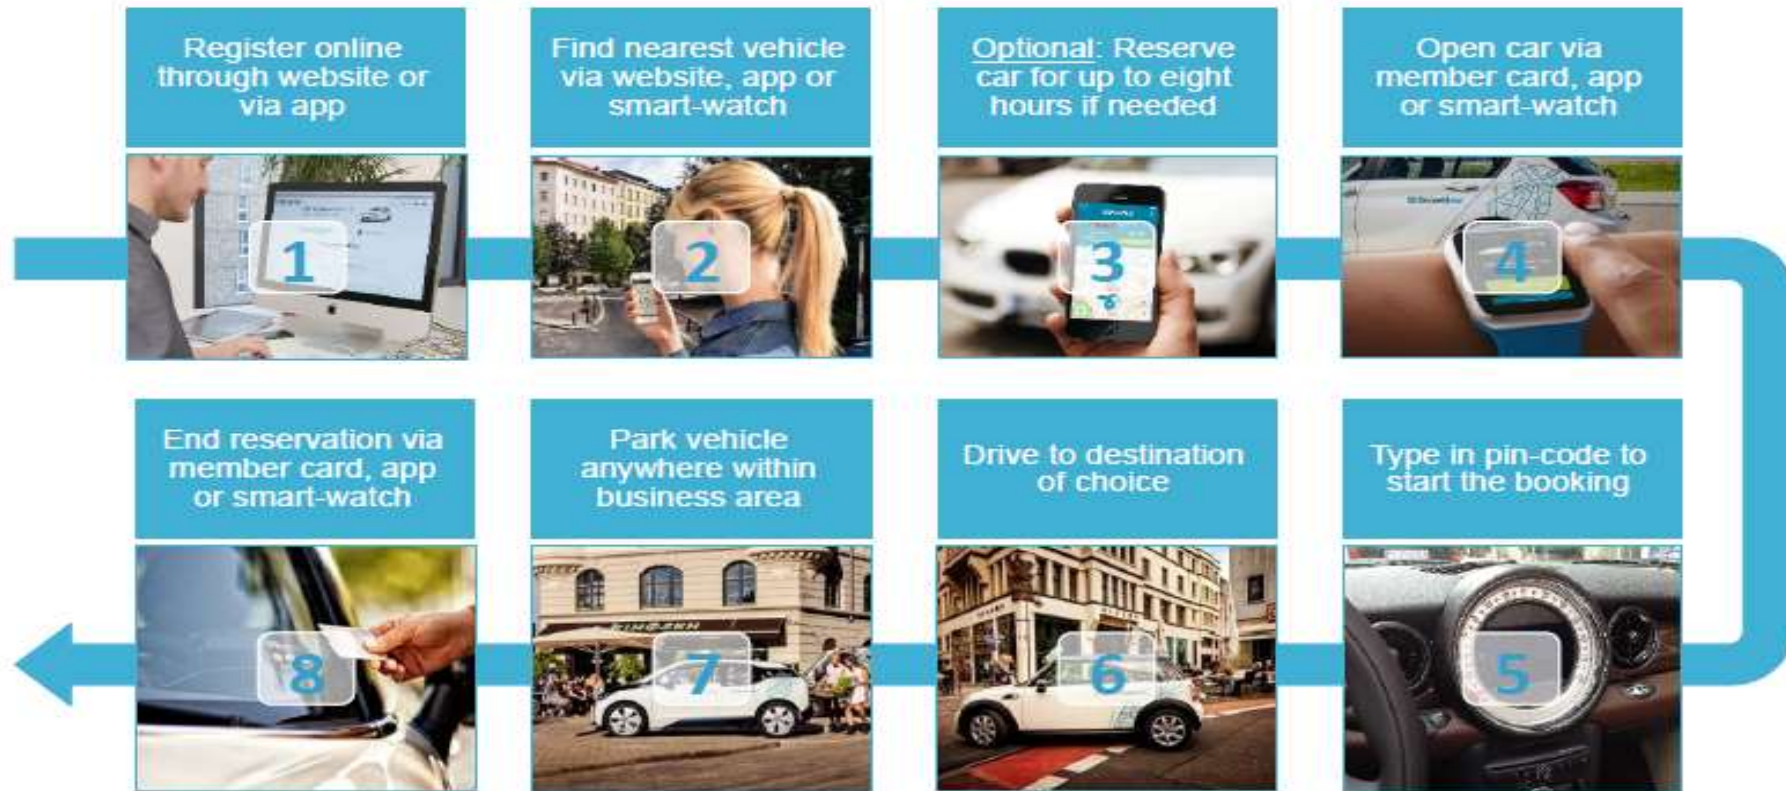 Register online
through website or
via app
1
Find nearest vehicle
via website, app or
smart-watch
2
Optional: Reserve
car for up to eight
hours if needed
3
Open car via
member card, app
or smart-watch
4
Type in pin-code to
start the booking
5
Drive to destination
of choice
6
Park vehicle
anywhere within
business area
7
End reservation via
member card, app
or smart-watch
8